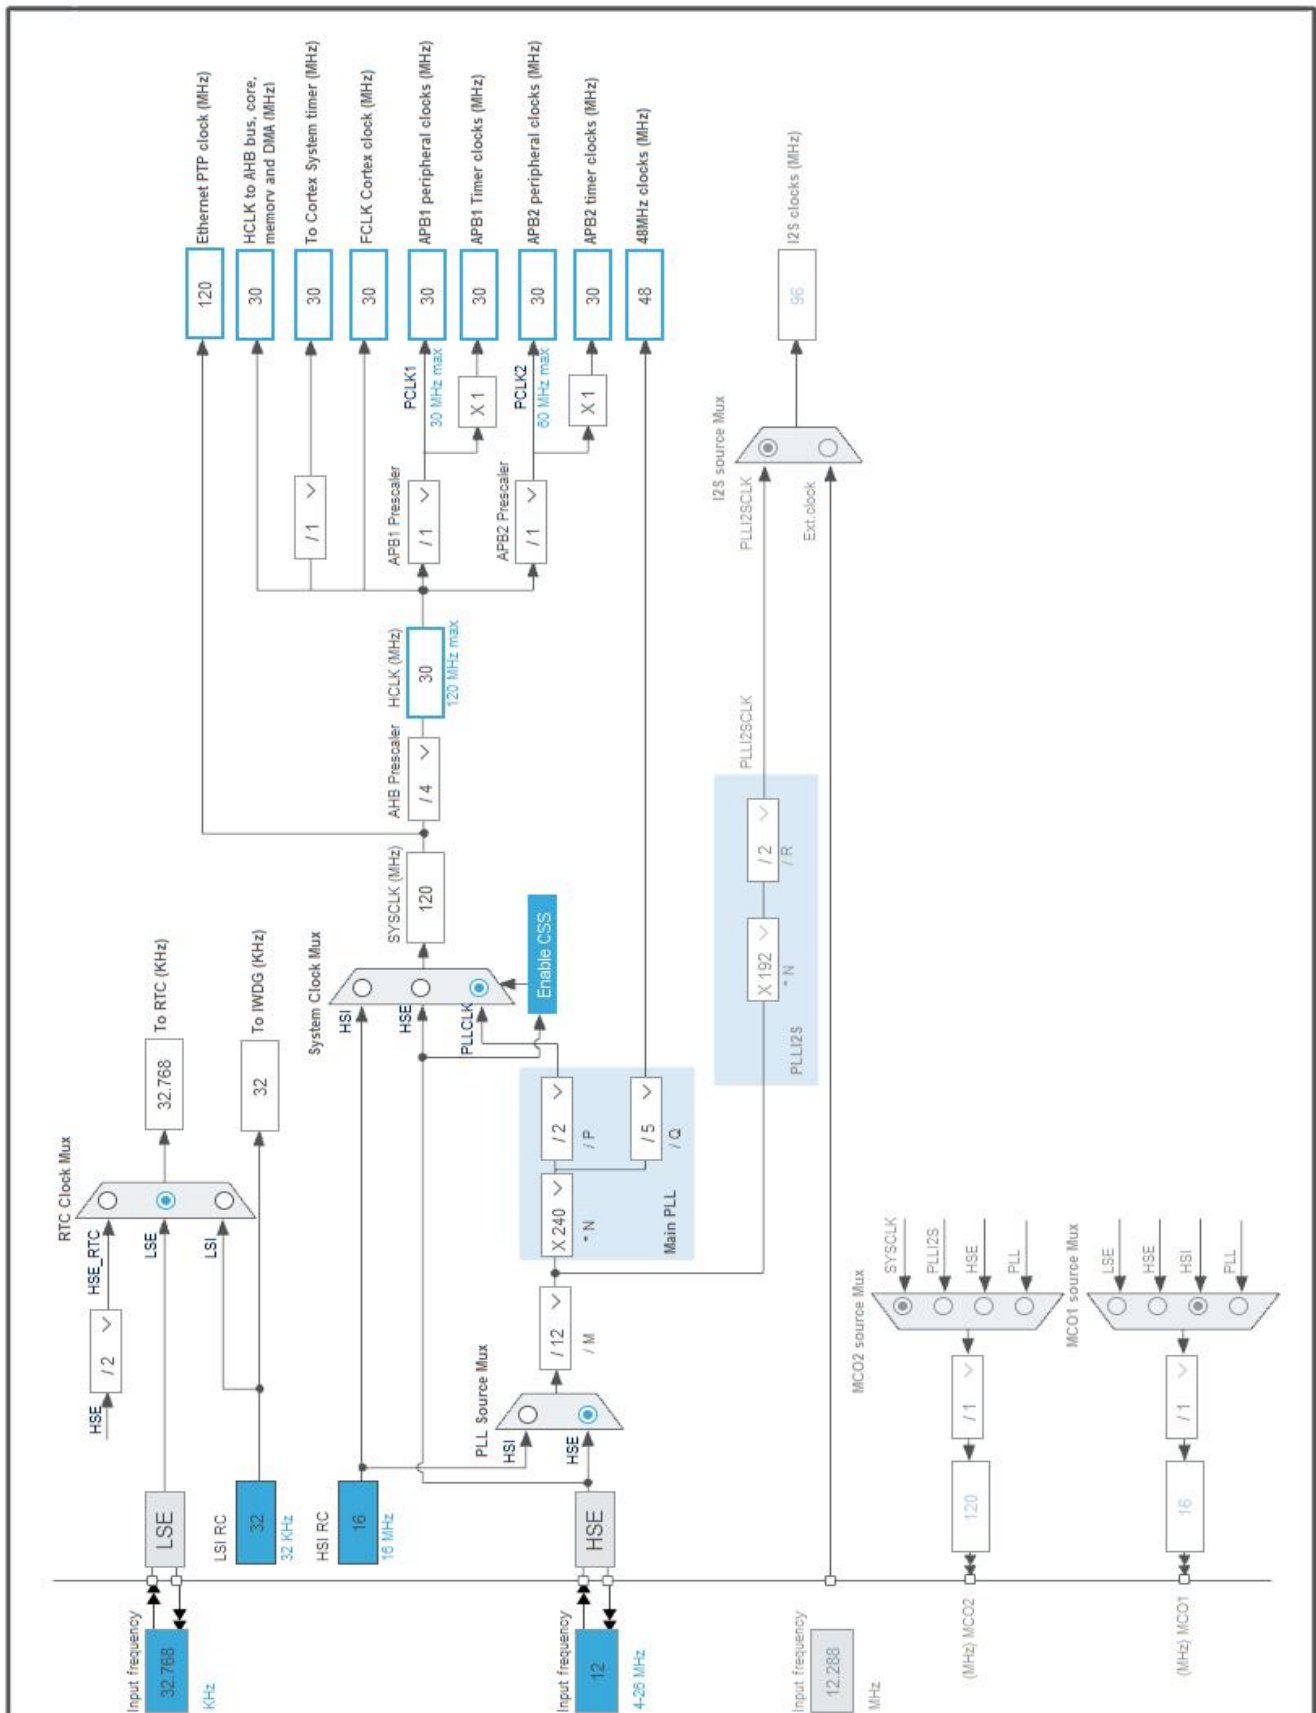 Input frequency
32.768
KHz
LSE
HSE
/ 2
HSE_RTC
LSE
LSI
RTC Clock Mux
32.768
To RTC (KHz)
LSI RC
32
32 KHz
32
To IWDG (KHz)
HSI RC
16
16 MHz
Input frequency
12
4-26 MHz
HSE
PLL Source Mux
HSI
HSE
/ 12
/ M
X 240
* N
/ 2
/ P
/ 5
/ Q
Main PLL
System Clock Mux
HSI
HSE
PLLCLK
Enable CSS
SYSCLK (MHz)
120
AHB Prescaler
/ 4
HCLK (MHz)
30
120 MHz max
/ 1
APB1 Prescaler
/ 1
PCLK1
30 MHz max
X 1
APB2 Prescaler
/ 1
PCLK2
60 MHz max
X 1
120
Ethernet PTP clock (MHz)
30
HCLK to AHB bus, core,
memory and DMA (MHz)
30
To Cortex System timer (MHz)
30
FCLK Cortex clock (MHz)
30
APB1 peripheral clocks (MHz)
30
APB1 Timer clocks (MHz)
30
APB2 peripheral clocks (MHz)
30
APB2 timer clocks (MHz)
48
48MHz clocks (MHz)
PLLI2S
X 192
* N
/ 2
/ R
PLLI2SCLK
PLLI2SCLK
Ext.clock
I2S source Mux
96
I2S clocks (MHz)
Input frequency
12.288
MHz
(MHz) MCO2
120
/ 1
MCO2 source Mux
SYSCLK
PLLI2S
HSE
PLL
(MHz) MCO1
16
/ 1
MCO1 source Mux
LSE
HSE
HSI
PLL